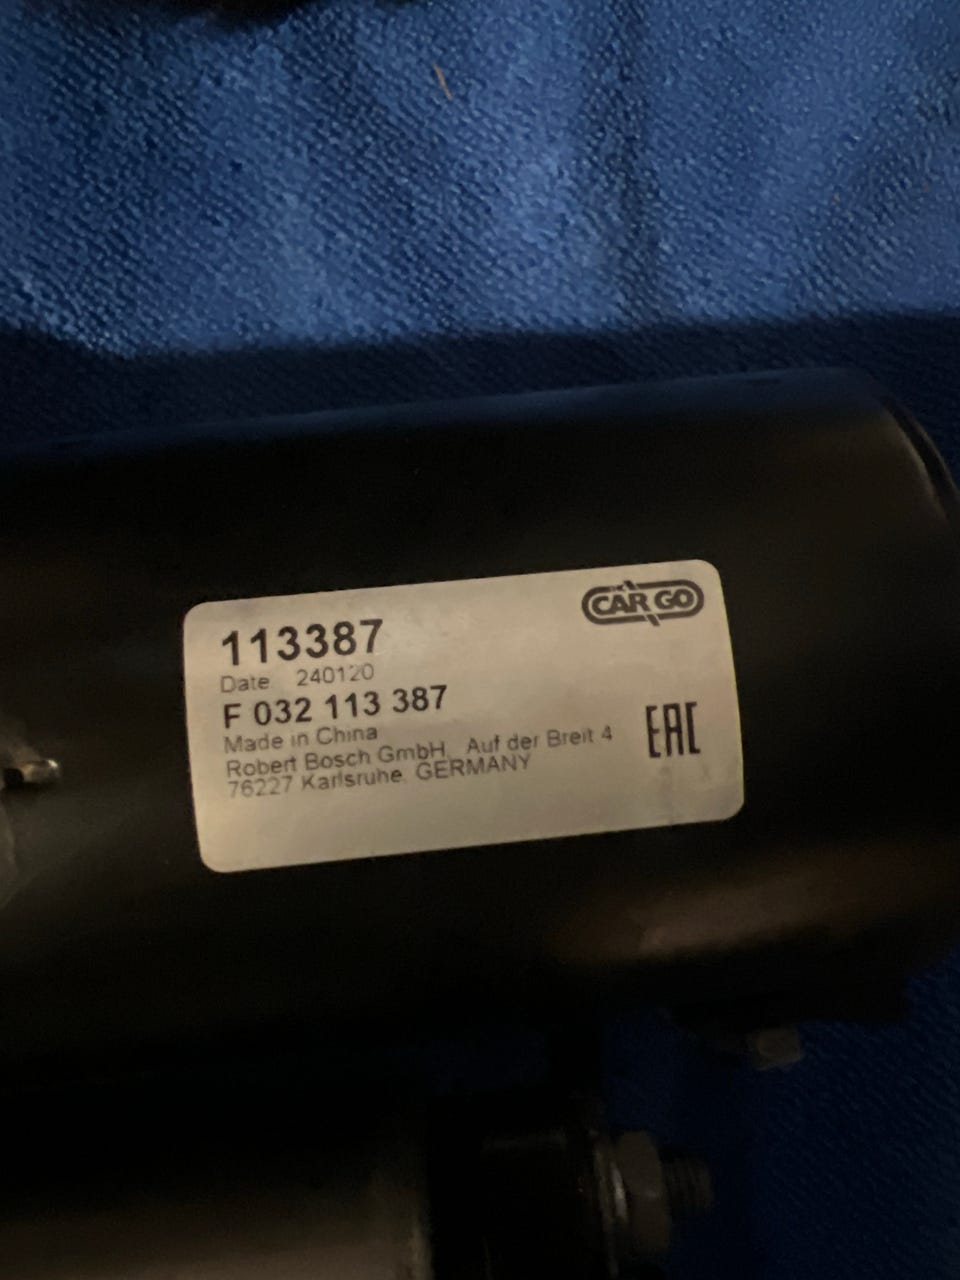 CARGO
113387
Date 240120
F 032 113 387
Made in China
Robert Bosch GmbH, Auf der Breit 4
76227 Karlsruhe, GERMANY
EAC